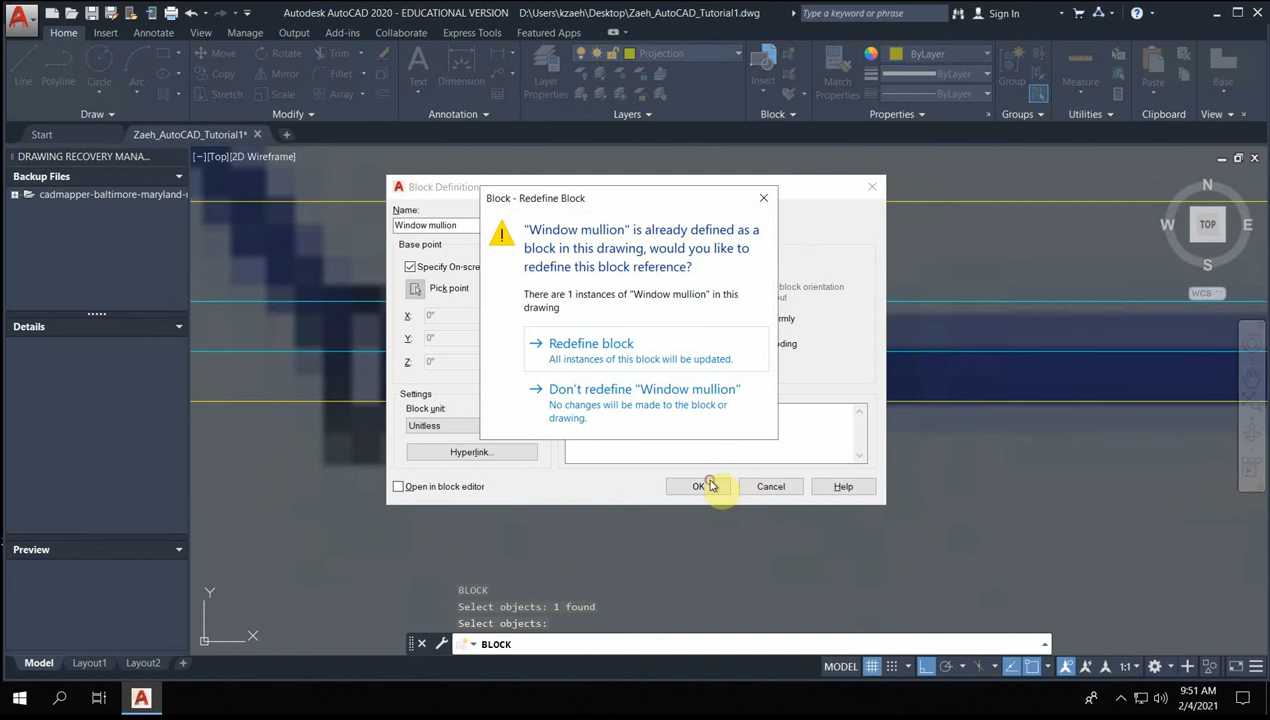 Autodesk AutoCAD 2020 - EDUCATIONAL VERSION D:\Users\kzaeh\Desktop\Zaeh_AutoCAD_Tutorial1.dwg
Type a keyword or phrase
Sign In
Home Insert Annotate View Manage Output Add-ins Collaborate Express Tools Featured Apps
Line
Polyline
Circle
Arc
Move
Rotate
Trim
Copy
Mirror
Fillet
Stretch
Scale
Array
Text
Dimension
Layer
Properties
Projection
Insert
Match
Properties
ByLayer
ByLayer
ByLayer
Group
Measure
Paste
Base
Draw
Modify
Annotation
Layers
Block
Properties
Groups
Utilities
Clipboard
View
Start
Zaeh_AutoCAD_Tutorial1*
DRAWING RECOVERY MANA...
Backup Files
cadmapper-baltimore-maryland-u
Details
Preview
[−][Top][2D Wireframe]
N
W TOP E
S
WCS
Block Definition
Name:
Window mullion
Base point
Specify On-scre
Pick point
X: 0"
Y: 0"
Z: 0"
Settings
Block unit:
Unitless
Hyperlink...
Open in block editor
block orientation
out
rmly
ding
OK
Cancel
Help
Block - Redefine Block
"Window mullion" is already defined as a
block in this drawing, would you like to
redefine this block reference?
There are 1 instances of "Window mullion" in this
drawing
Redefine block
All instances of this block will be updated.
Don't redefine "Window mullion"
No changes will be made to the block or
drawing.
Y
X
BLOCK
Select objects: 1 found
Select objects:
BLOCK
Model Layout1 Layout2
MODEL
1:1
9:51 AM
2/4/2021